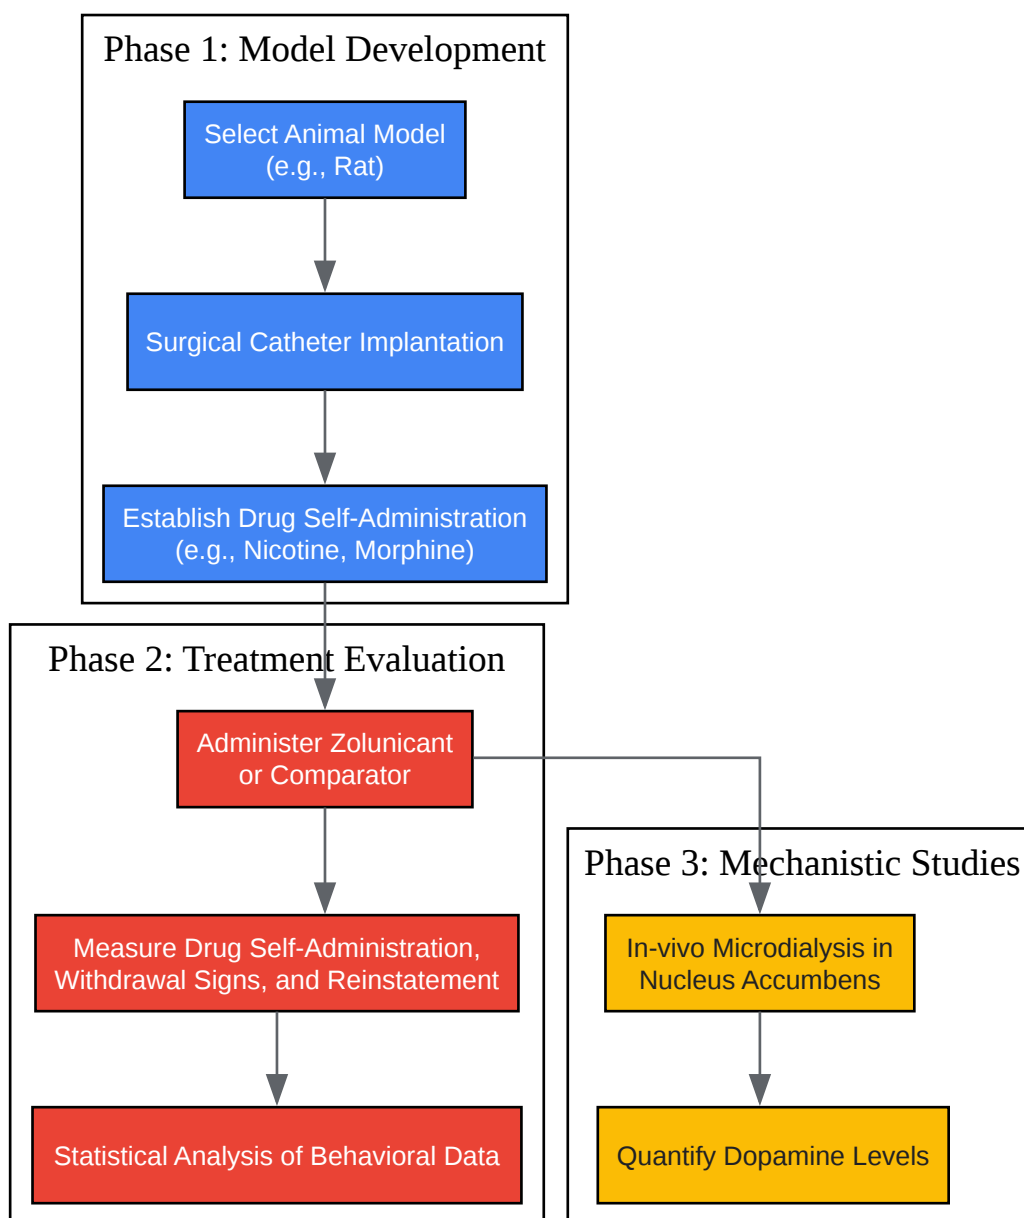 Phase 1: Model Development
Select Animal Model
(e.g., Rat)
Surgical Catheter Implantation
Establish Drug Self-Administration
(e.g., Nicotine, Morphine)
Phase 2: Treatment Evaluation
Administer Zolunicant
or Comparator
Measure Drug Self-Administration,
Withdrawal Signs, and Reinstatement
Statistical Analysis of Behavioral Data
Phase 3: Mechanistic Studies
In-vivo Microdialysis in
Nucleus Accumbens
Quantify Dopamine Levels